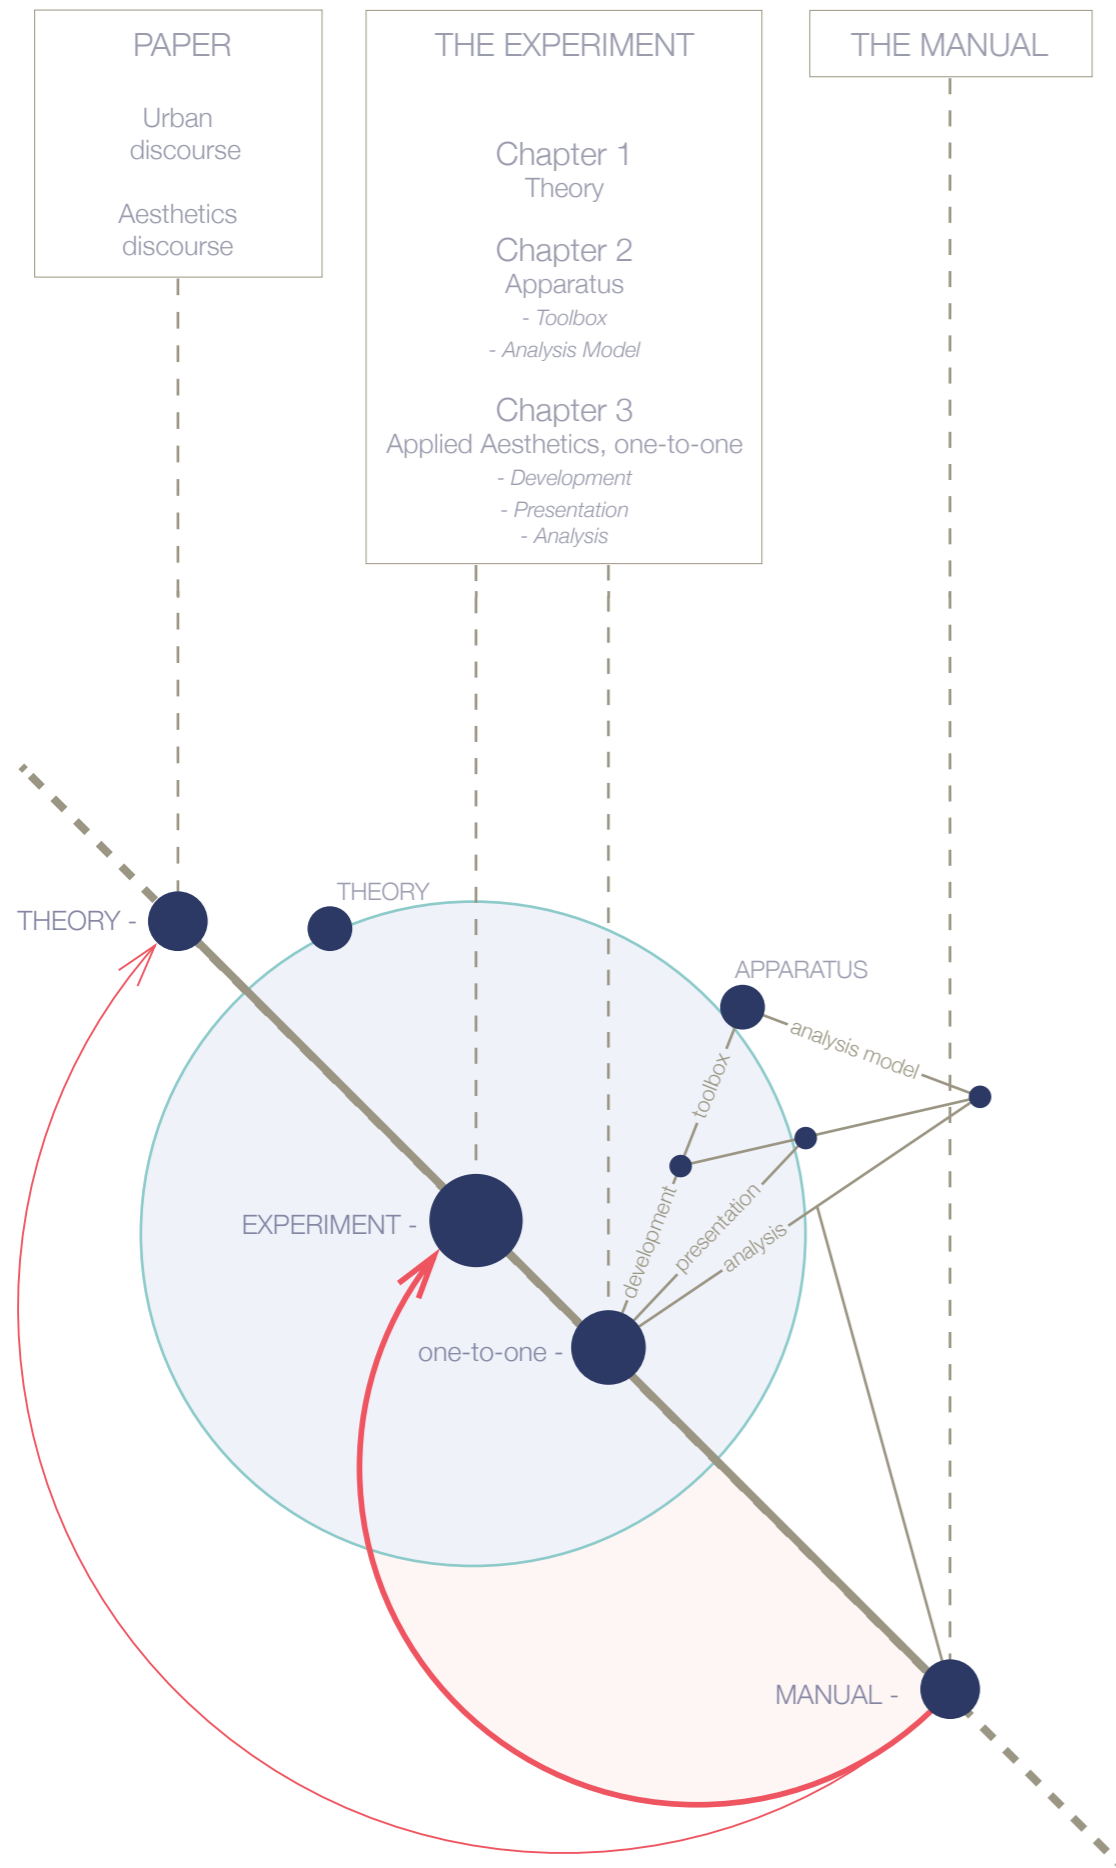 PAPER
Urban
discourse
Aesthetics
discourse
THE EXPERIMENT
Chapter 1
Theory
Chapter 2
Apparatus
- Toolbox
- Analysis Model
Chapter 3
Applied Aesthetics, one-to-one
- Development
- Presentation
- Analysis
THE MANUAL
THEORY
THEORY -
APPARATUS
analysis model
toolbox
development
presentation
analysis
EXPERIMENT -
one-to-one -
MANUAL -